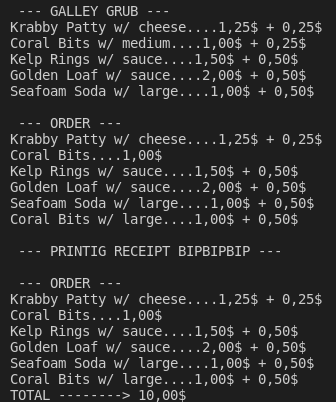 --- GALLEY GRUB ---
Krabby Patty w/ cheese....1,25$ + 0,25$
Coral Bits w/ medium....1,00$ + 0,25$
Kelp Rings w/ sauce....1,50$ + 0,50$
Golden Loaf w/ sauce....2,00$ + 0,50$
Seafoam Soda w/ large....1,00$ + 0,50$

--- ORDER ---
Krabby Patty w/ cheese....1,25$ + 0,25$
Coral Bits....1,00$
Kelp Rings w/ sauce....1,50$ + 0,50$
Golden Loaf w/ sauce....2,00$ + 0,50$
Seafoam Soda w/ large....1,00$ + 0,50$
Coral Bits w/ large....1,00$ + 0,50$

--- PRINTIG RECEIPT BIPBIPBIP ---

--- ORDER ---
Krabby Patty w/ cheese....1,25$ + 0,25$
Coral Bits....1,00$
Kelp Rings w/ sauce....1,50$ + 0,50$
Golden Loaf w/ sauce....2,00$ + 0,50$
Seafoam Soda w/ large....1,00$ + 0,50$
Coral Bits w/ large....1,00$ + 0,50$
TOTAL --------> 10,00$